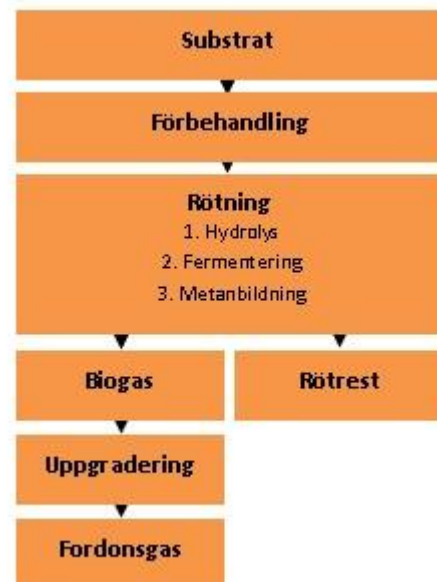 Substrat
Förbehandling
Rötning
1. Hydrolys
2. Fermentering
3. Metanbildning
Biogas
Rötrest
Uppgradering
Fordonsgas